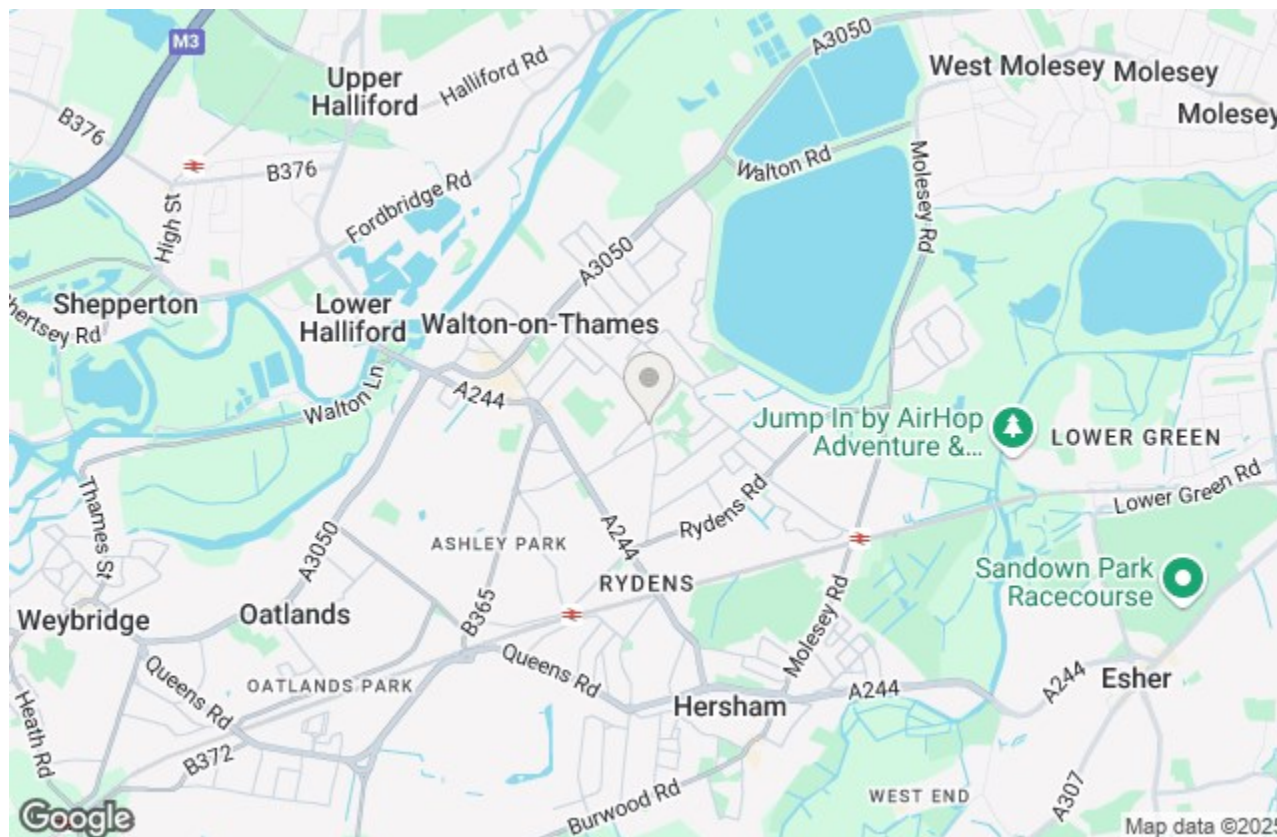 M3
Upper
Halliford
Halliford Rd
A3050
West Molesey
Molesey
Molesey
B376
B376
Walton Rd
Molesey Rd
High St
Fordbridge Rd
A3050
Shepperton
Lower
Halliford
Walton-on-Thames
hertsey Rd
Walton Ln
A244
Jump In by AirHop
Adventure &...
LOWER GREEN
Lower Green Rd
Thames St
Rydens Rd
A3050
ASHLEY PARK
A244
RYDENS
Sandown Park
Racecourse
Weybridge
Oatlands
B365
Molesey Rd
Queens Rd
Queens Rd
OATLANDS PARK
Hersham
A244
A244
Esher
Heath Rd
B372
Burwood Rd
WEST END
A307
Google
Map data ©2025